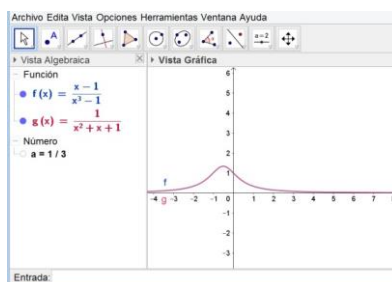 Archivo Edita Vista Opciones Herramientas Ventana Ayuda
A
a=2
Vista Algebraica
Vista Gráfica
Función
f(x) = x − 1 / x³ − 1
g(x) = 1 / x² + x + 1
Número
a = 1 / 3
6
5
4
3
2
1
f
g
-4 -3 -2 -1 0 1 2 3 4 5 6 7
-1
-2
-3
Entrada: